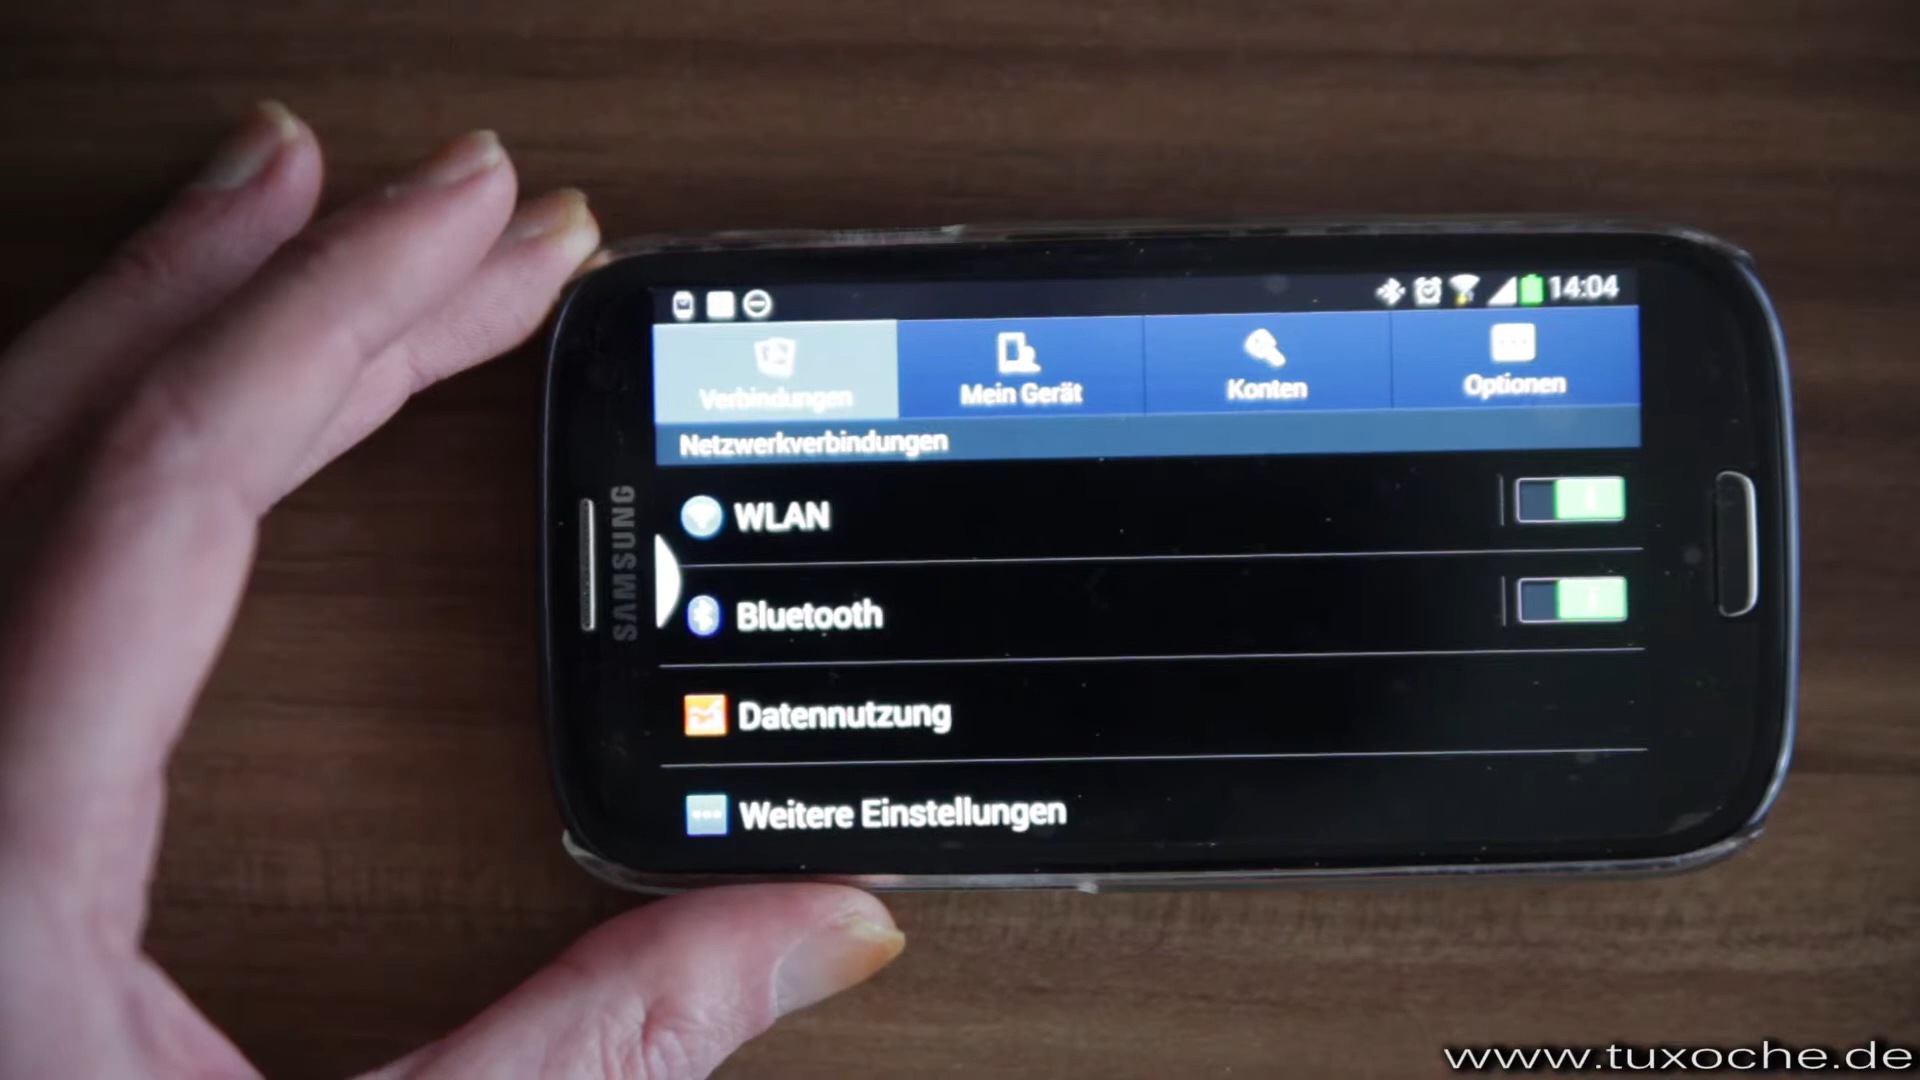 14:04
Verbindungen
Mein Gerät
Konten
Optionen
Netzwerkverbindungen
WLAN
SAMSUNG
Bluetooth
Datennutzung
Weitere Einstellungen
www.tuxoche.de